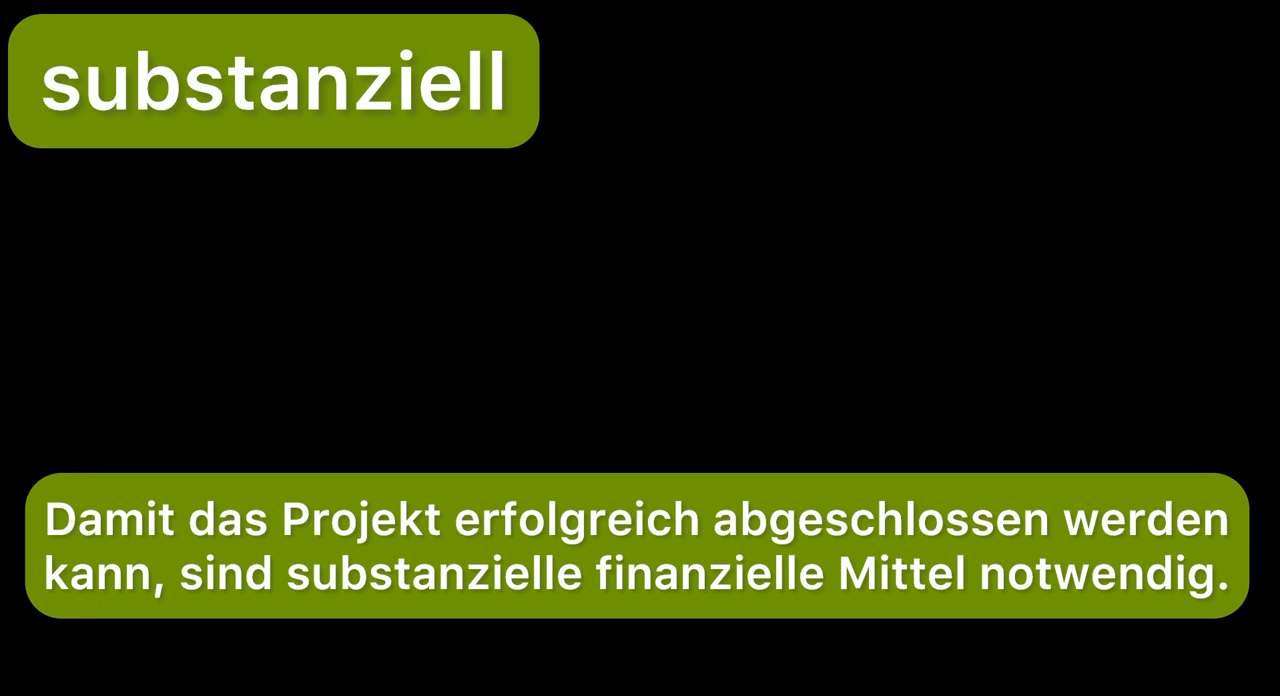 substanziell
Damit das Projekt erfolgreich abgeschlossen werden
kann, sind substanzielle finanzielle Mittel notwendig.